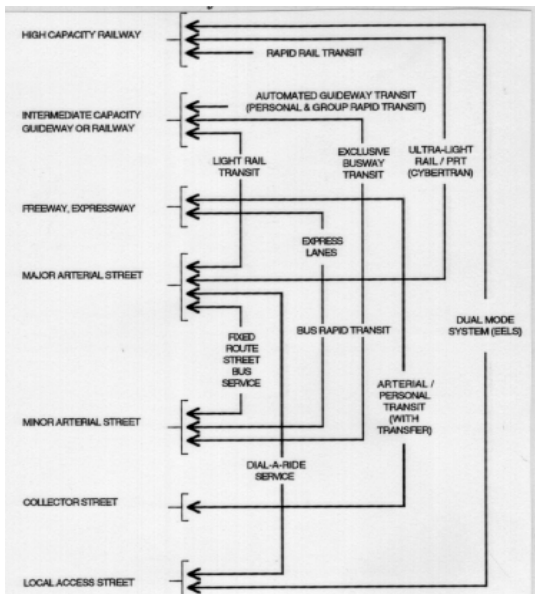 HIGH CAPACITY RAILWAY
RAPID RAIL TRANSIT
AUTOMATED GUIDEWAY TRANSIT
(PERSONAL & GROUP RAPID TRANSIT)
INTERMEDIATE CAPACITY
GUIDEWAY OR RAILWAY
LIGHT RAIL
TRANSIT
EXCLUSIVE
BUSWAY
TRANSIT
ULTRA-LIGHT
RAIL / PRT
(CYBERTRAN)
FREEWAY, EXPRESSWAY
EXPRESS
LANES
MAJOR ARTERIAL STREET
FIXED
ROUTE
STREET
BUS
SERVICE
BUS RAPID TRANSIT
DUAL MODE
SYSTEM (EELS)
ARTERIAL /
PERSONAL
TRANSIT
(WITH
TRANSFER)
MINOR ARTERIAL STREET
DIAL-A-RIDE
SERVICE
COLLECTOR STREET
LOCAL ACCESS STREET